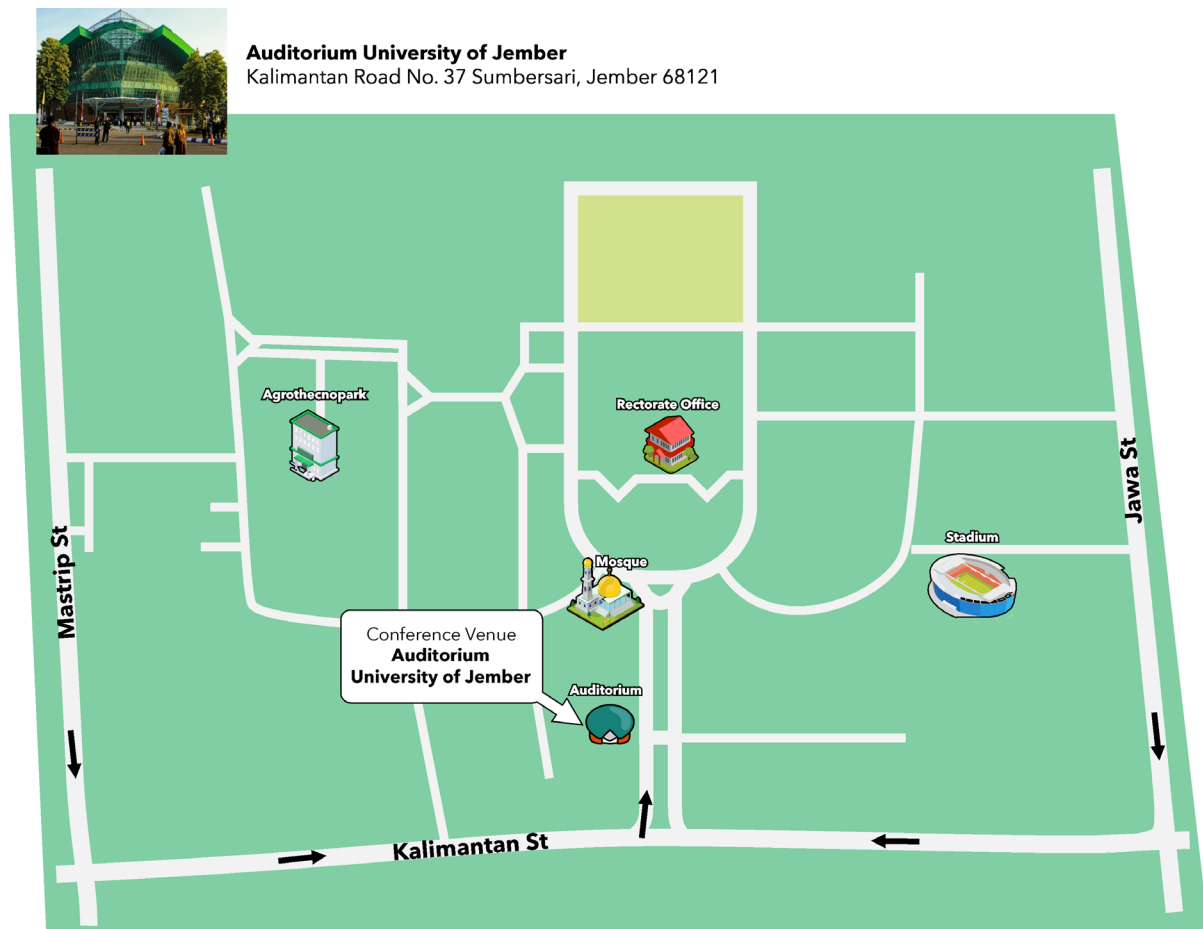 Auditorium University of Jember
Kalimantan Road No. 37 Sumbersari, Jember 68121
Agrothecnopark
Rectorate Office
Jawa St
Mastrip St
Stadium
Mosque
Conference Venue
Auditorium
University of Jember
Auditorium
Kalimantan St